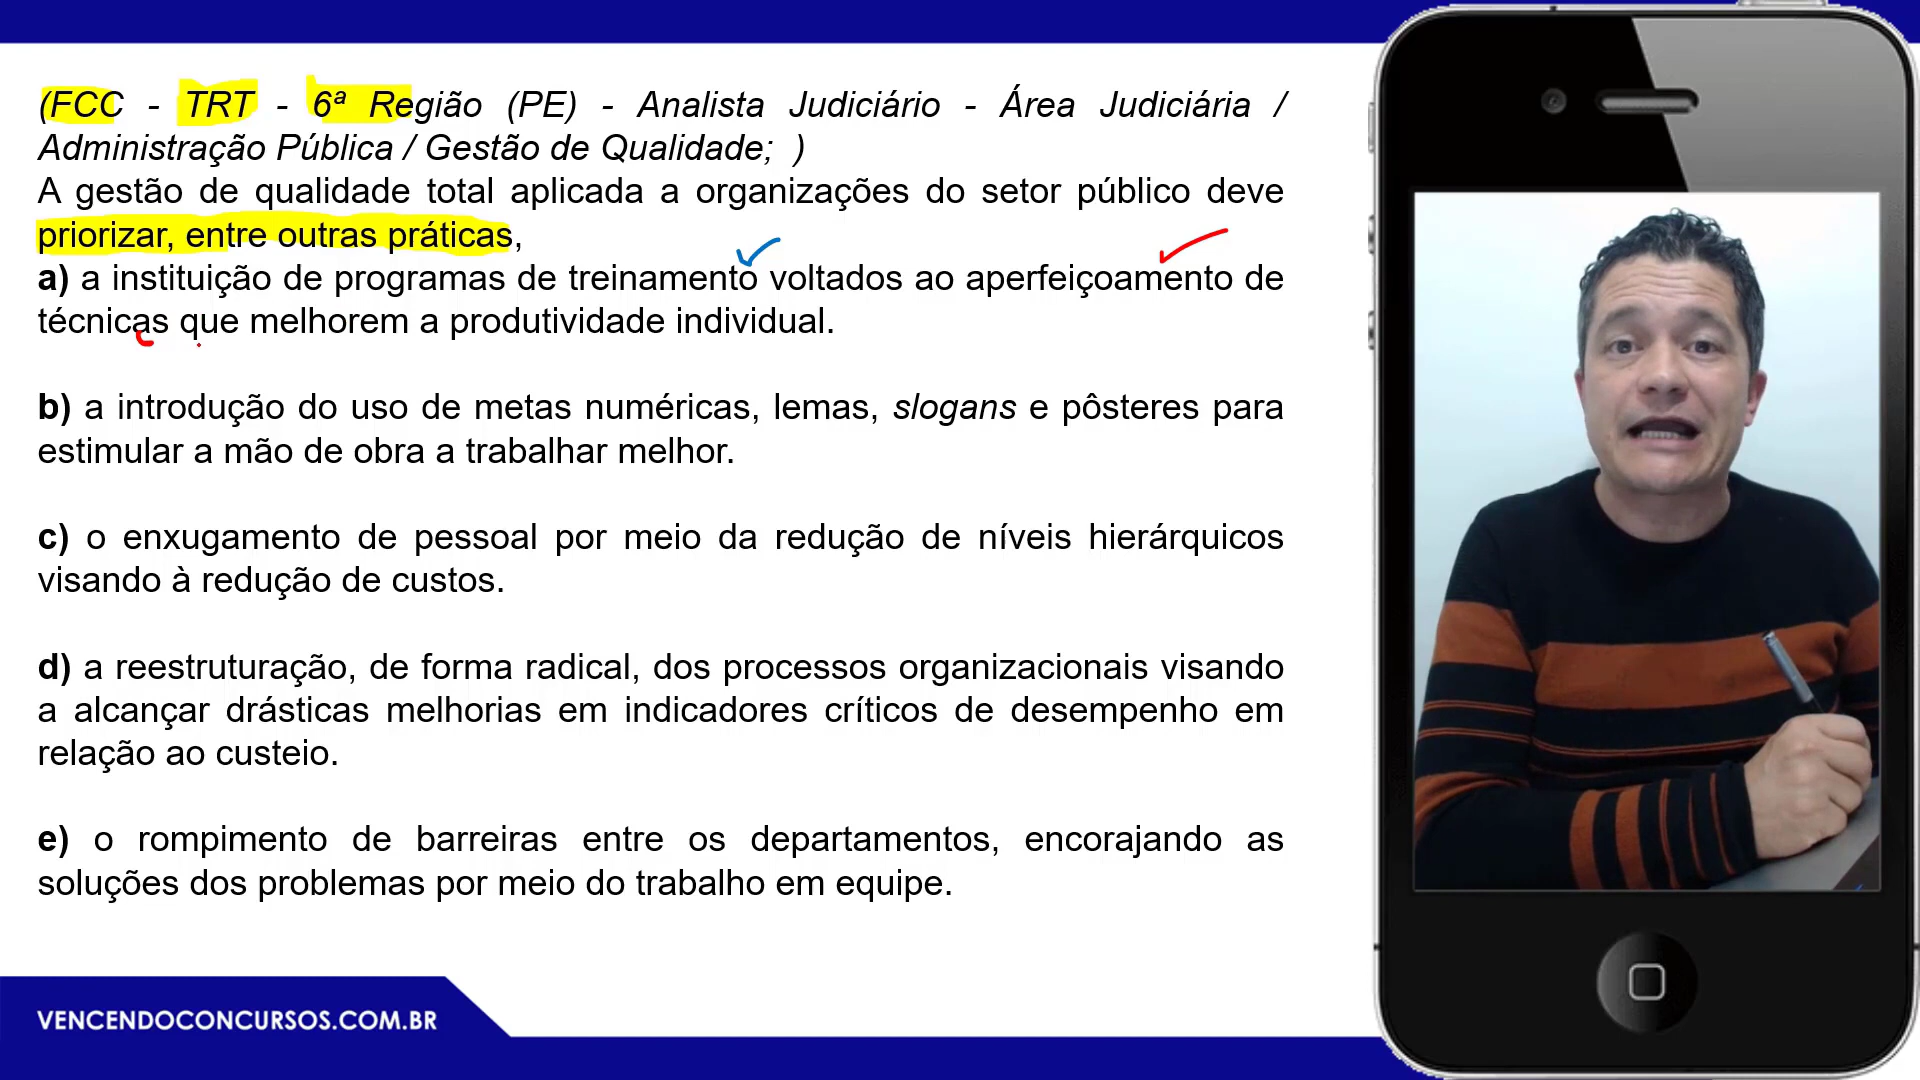 (FCC - TRT - 6ª Região (PE) - Analista Judiciário - Área Judiciária /
Administração Pública / Gestão de Qualidade;  )
A gestão de qualidade total aplicada a organizações do setor público deve
priorizar, entre outras práticas,
a) a instituição de programas de treinamento voltados ao aperfeiçoamento de
técnicas que melhorem a produtividade individual.
b) a introdução do uso de metas numéricas, lemas, slogans e pôsteres para
estimular a mão de obra a trabalhar melhor.
c) o enxugamento de pessoal por meio da redução de níveis hierárquicos
visando à redução de custos.
d) a reestruturação, de forma radical, dos processos organizacionais visando
a alcançar drásticas melhorias em indicadores críticos de desempenho em
relação ao custeio.
e) o rompimento de barreiras entre os departamentos, encorajando as
soluções dos problemas por meio do trabalho em equipe.
VENCENDOCONCURSOS.COM.BR